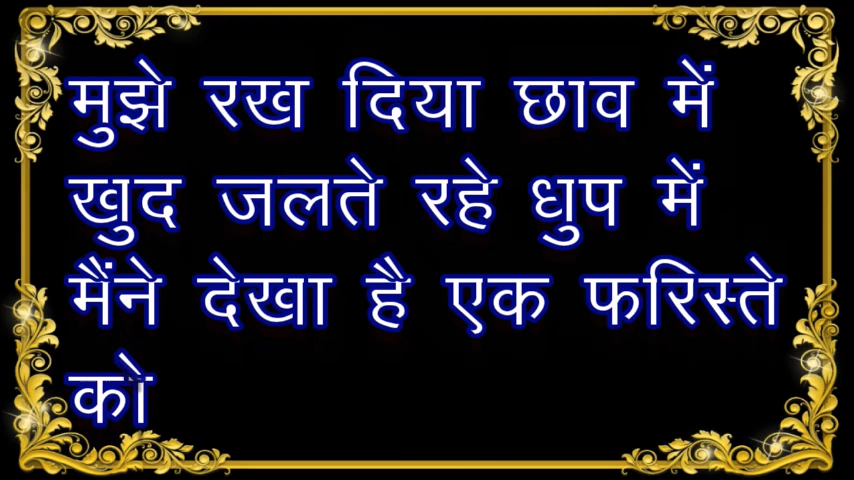 मुझे रख दिया छाव में
खुद जलते रहे धुप में
मैंने देखा है एक फरिस्ते
को